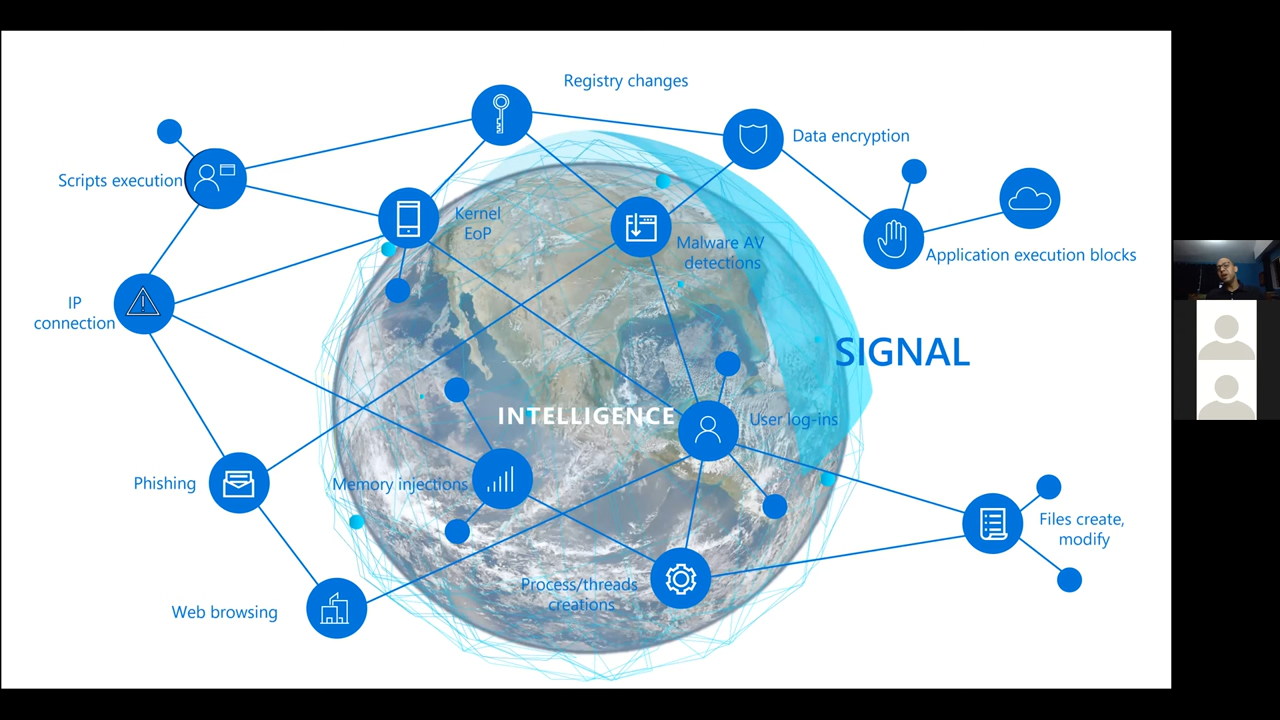 Registry changes
Data encryption
Scripts execution
Kernel
EoP
Malware AV
detections
Application execution blocks
IP
connection
SIGNAL
INTELLIGENCE
User log-ins
Phishing
Memory injections
Files create,
modify
Process/threads
creations
Web browsing